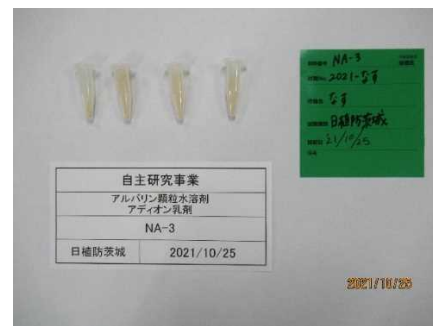 NA-3
2021-なす
なす
日植防茨城
21/10/25
自主研究事業
アルバリン顆粒水溶剤
アディオン乳剤
NA-3
日植防茨城 2021/10/25
2021/10/25